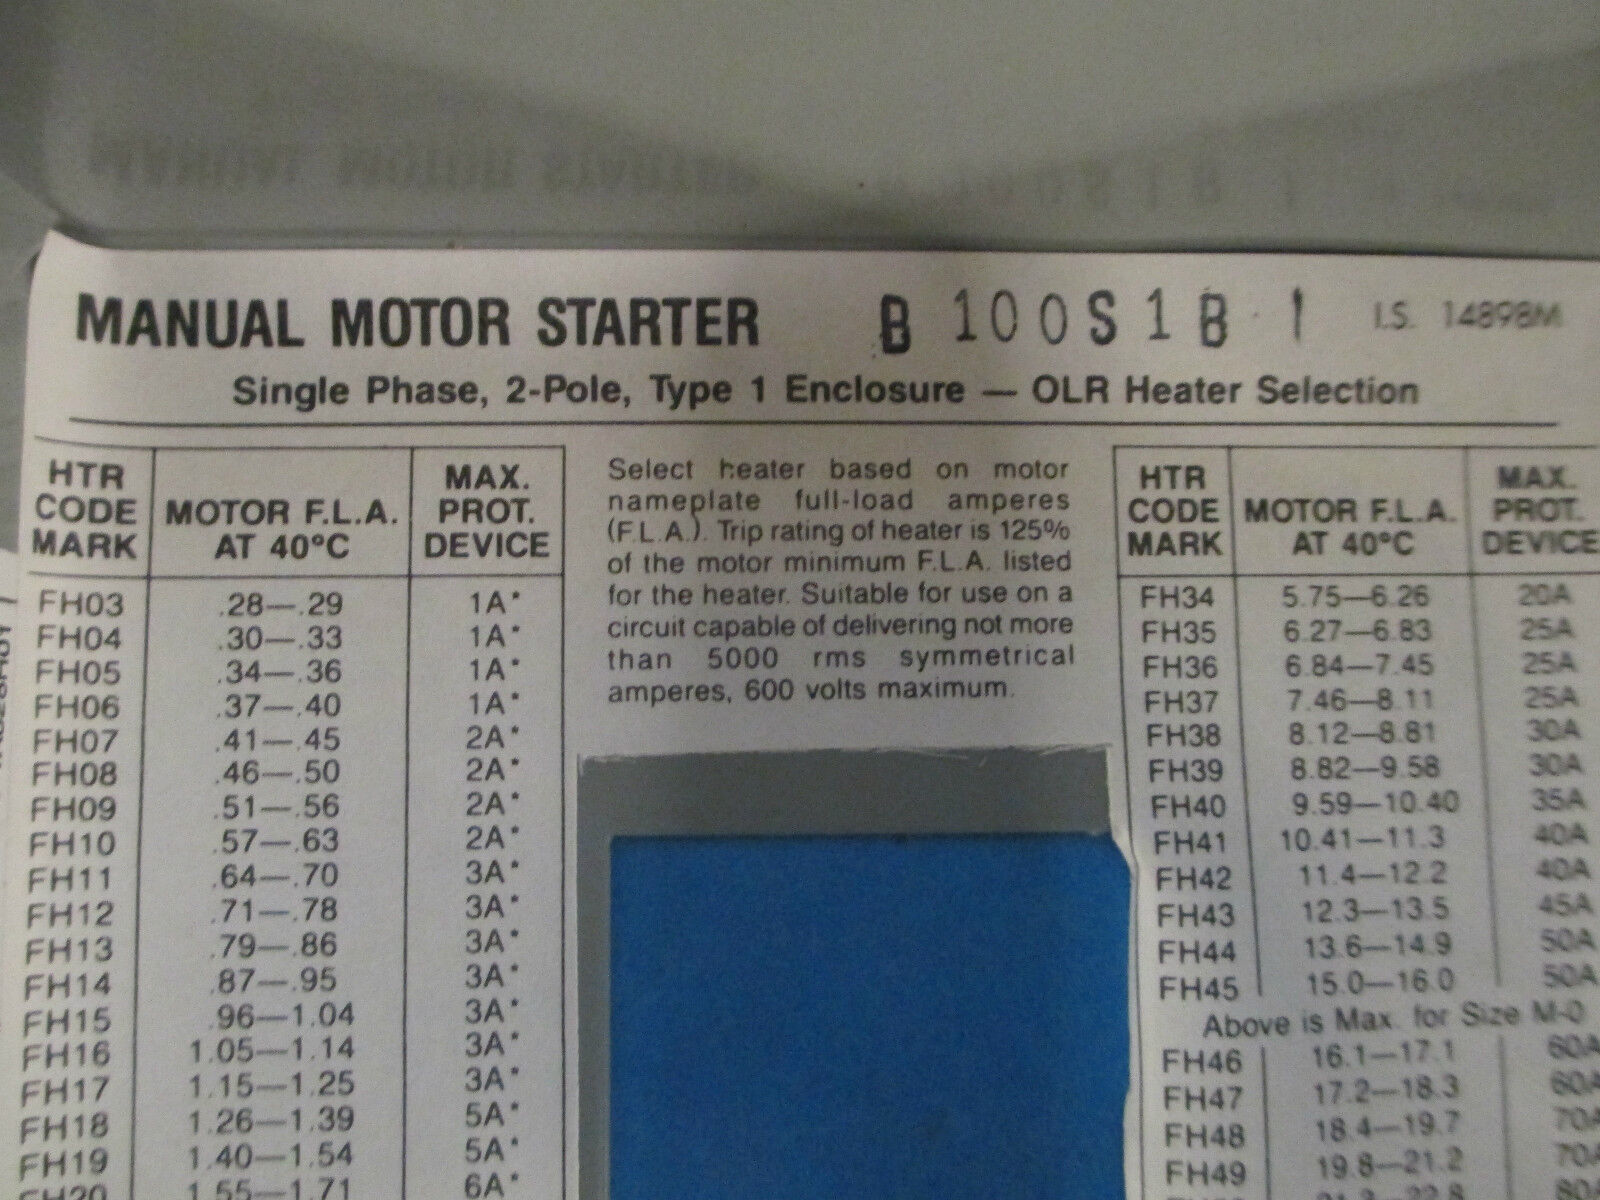 MANUAL MOTOR STARTER B 100S1B 1 I.S. 14898M
Single Phase, 2-Pole, Type 1 Enclosure — OLR Heater Selection
HTR CODE MARK MOTOR F.L.A. AT 40°C MAX. PROT. DEVICE
FH03 .28—.29 1A*
FH04 .30—.33 1A*
FH05 .34—.36 1A*
FH06 .37—.40 1A*
FH07 .41—.45 2A*
FH08 .46—.50 2A*
FH09 .51—.56 2A*
FH10 .57—.63 2A*
FH11 .64—.70 3A*
FH12 .71—.78 3A*
FH13 .79—.86 3A*
FH14 .87—.95 3A*
FH15 .96—1.04 3A*
FH16 1.05—1.14 3A*
FH17 1.15—1.25 3A*
FH18 1.26—1.39 5A*
FH19 1.40—1.54 5A*
FH20 1.55—1.71 6A*
Select heater based on motor
nameplate full-load amperes
(F.L.A.). Trip rating of heater is 125%
of the motor minimum F.L.A. listed
for the heater. Suitable for use on a
circuit capable of delivering not more
than 5000 rms symmetrical
amperes, 600 volts maximum.
HTR CODE MARK MOTOR F.L.A. AT 40°C MAX. PROT. DEVICE
FH34 5.75—6.26 20A
FH35 6.27—6.83 25A
FH36 6.84—7.45 25A
FH37 7.46—8.11 25A
FH38 8.12—8.81 30A
FH39 8.82—9.58 30A
FH40 9.59—10.40 35A
FH41 10.41—11.3 40A
FH42 11.4—12.2 40A
FH43 12.3—13.5 45A
FH44 13.6—14.9 50A
FH45 15.0—16.0 50A
Above is Max. for Size M-0
FH46 16.1—17.1 60A
FH47 17.2—18.3 60A
FH48 18.4—19.7 70A
FH49 19.8—21.2 70A